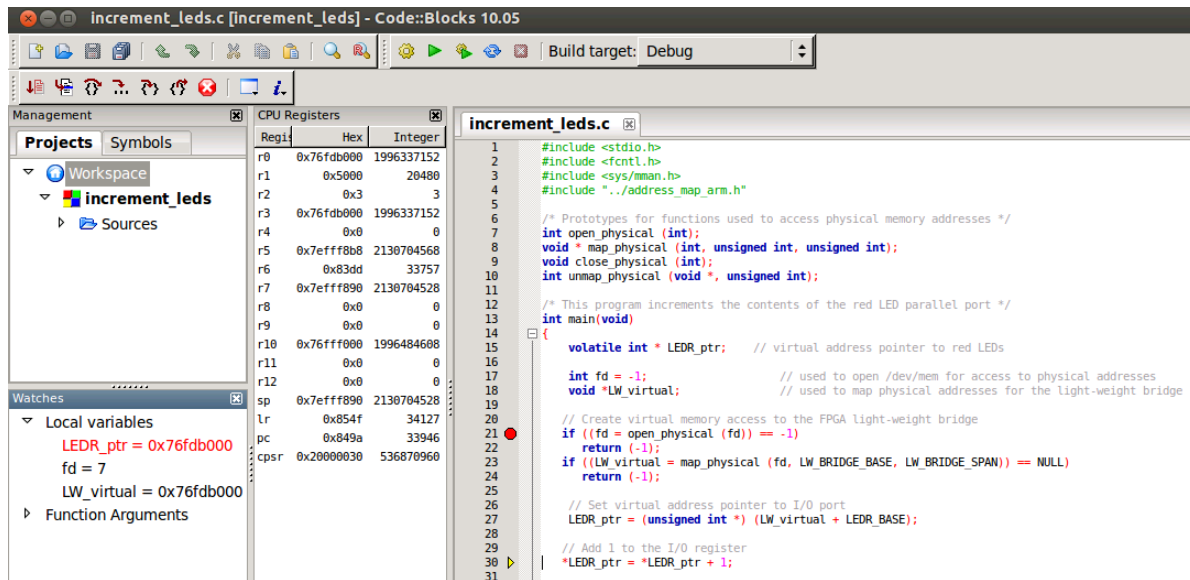 increment_leds.c [increment_leds] - Code::Blocks 10.05
Build target: Debug
Management
Projects Symbols
Workspace
increment_leds
Sources
Watches
Local variables
LEDR_ptr = 0x76fdb000
fd = 7
LW_virtual = 0x76fdb000
Function Arguments
CPU Registers
Regis Hex Integer
r0 0x76fdb000 1996337152
r1 0x5000 20480
r2 0x3 3
r3 0x76fdb000 1996337152
r4 0x0 0
r5 0x7efff8b8 2130704568
r6 0x83dd 33757
r7 0x7efff890 2130704528
r8 0x0 0
r9 0x0 0
r10 0x76fff000 1996484608
r11 0x0 0
r12 0x0 0
sp 0x7efff890 2130704528
lr 0x854f 34127
pc 0x849a 33946
cpsr 0x20000030 536870960
increment_leds.c
1 #include <stdio.h>
2 #include <fcntl.h>
3 #include <sys/mman.h>
4 #include "../address_map_arm.h"
5
6 /* Prototypes for functions used to access physical memory addresses */
7 int open_physical (int);
8 void * map_physical (int, unsigned int, unsigned int);
9 void close_physical (int);
10 int unmap_physical (void *, unsigned int);
11
12 /* This program increments the contents of the red LED parallel port */
13 int main(void)
14 {
15 volatile int * LEDR_ptr; // virtual address pointer to red LEDs
16
17 int fd = -1; // used to open /dev/mem for access to physical addresses
18 void *LW_virtual; // used to map physical addresses for the light-weight bridge
19
20 // Create virtual memory access to the FPGA light-weight bridge
21 if ((fd = open_physical (fd)) == -1)
22 return (-1);
23 if ((LW_virtual = map_physical (fd, LW_BRIDGE_BASE, LW_BRIDGE_SPAN)) == NULL)
24 return (-1);
25
26 // Set virtual address pointer to I/O port
27 LEDR_ptr = (unsigned int *) (LW_virtual + LEDR_BASE);
28
29 // Add 1 to the I/O register
30 *LEDR_ptr = *LEDR_ptr + 1;
31